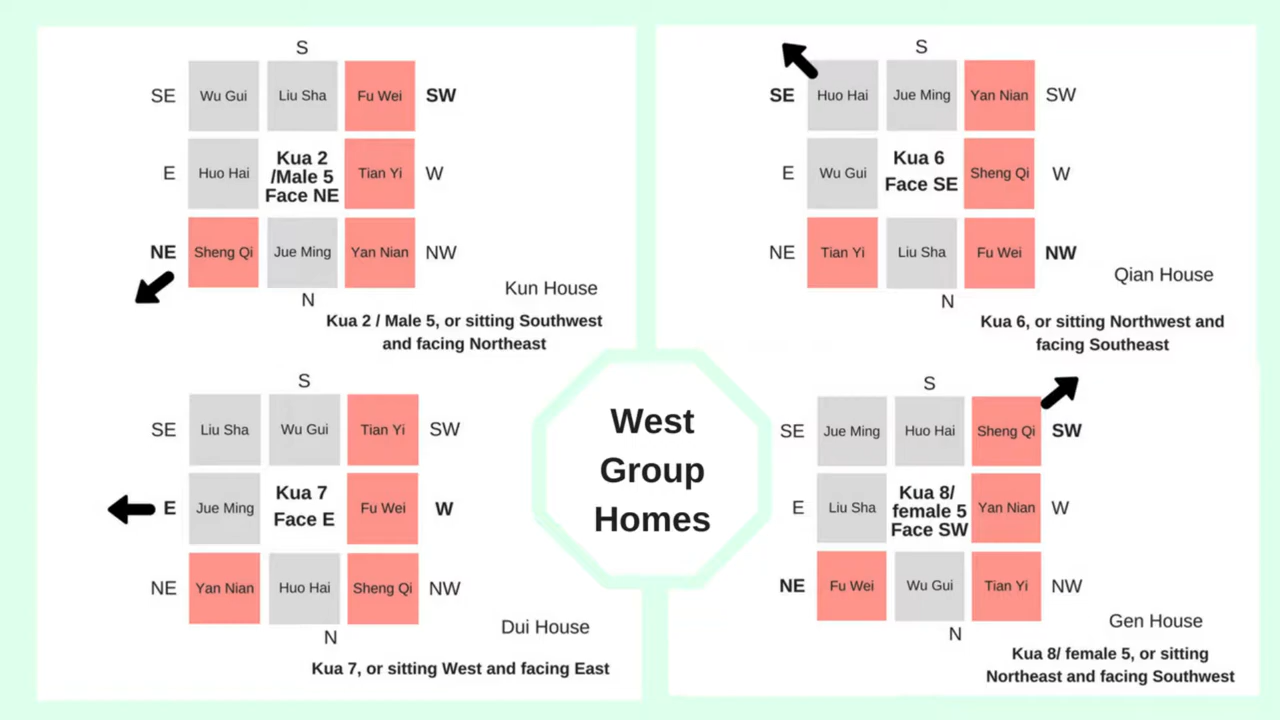 S
SE Wu Gui Liu Sha Fu Wei SW
E Huo Hai Kua 2 /Male 5 Face NE Tian Yi W
NE Sheng Qi Jue Ming Yan Nian NW
N
Kun House
Kua 2 / Male 5, or sitting Southwest
and facing Northeast
S
SE Huo Hai Jue Ming Yan Nian SW
E Wu Gui Kua 6 Face SE Sheng Qi W
NE Tian Yi Liu Sha Fu Wei NW
N
Qian House
Kua 6, or sitting Northwest and
facing Southeast
West
Group
Homes
S
SE Liu Sha Wu Gui Tian Yi SW
E Jue Ming Kua 7 Face E Fu Wei W
NE Yan Nian Huo Hai Sheng Qi NW
N
Dui House
Kua 7, or sitting West and facing East
S
SE Jue Ming Huo Hai Sheng Qi SW
E Liu Sha Kua 8/ female 5 Face SW Yan Nian W
NE Fu Wei Wu Gui Tian Yi NW
N
Gen House
Kua 8/ female 5, or sitting
Northeast and facing Southwest